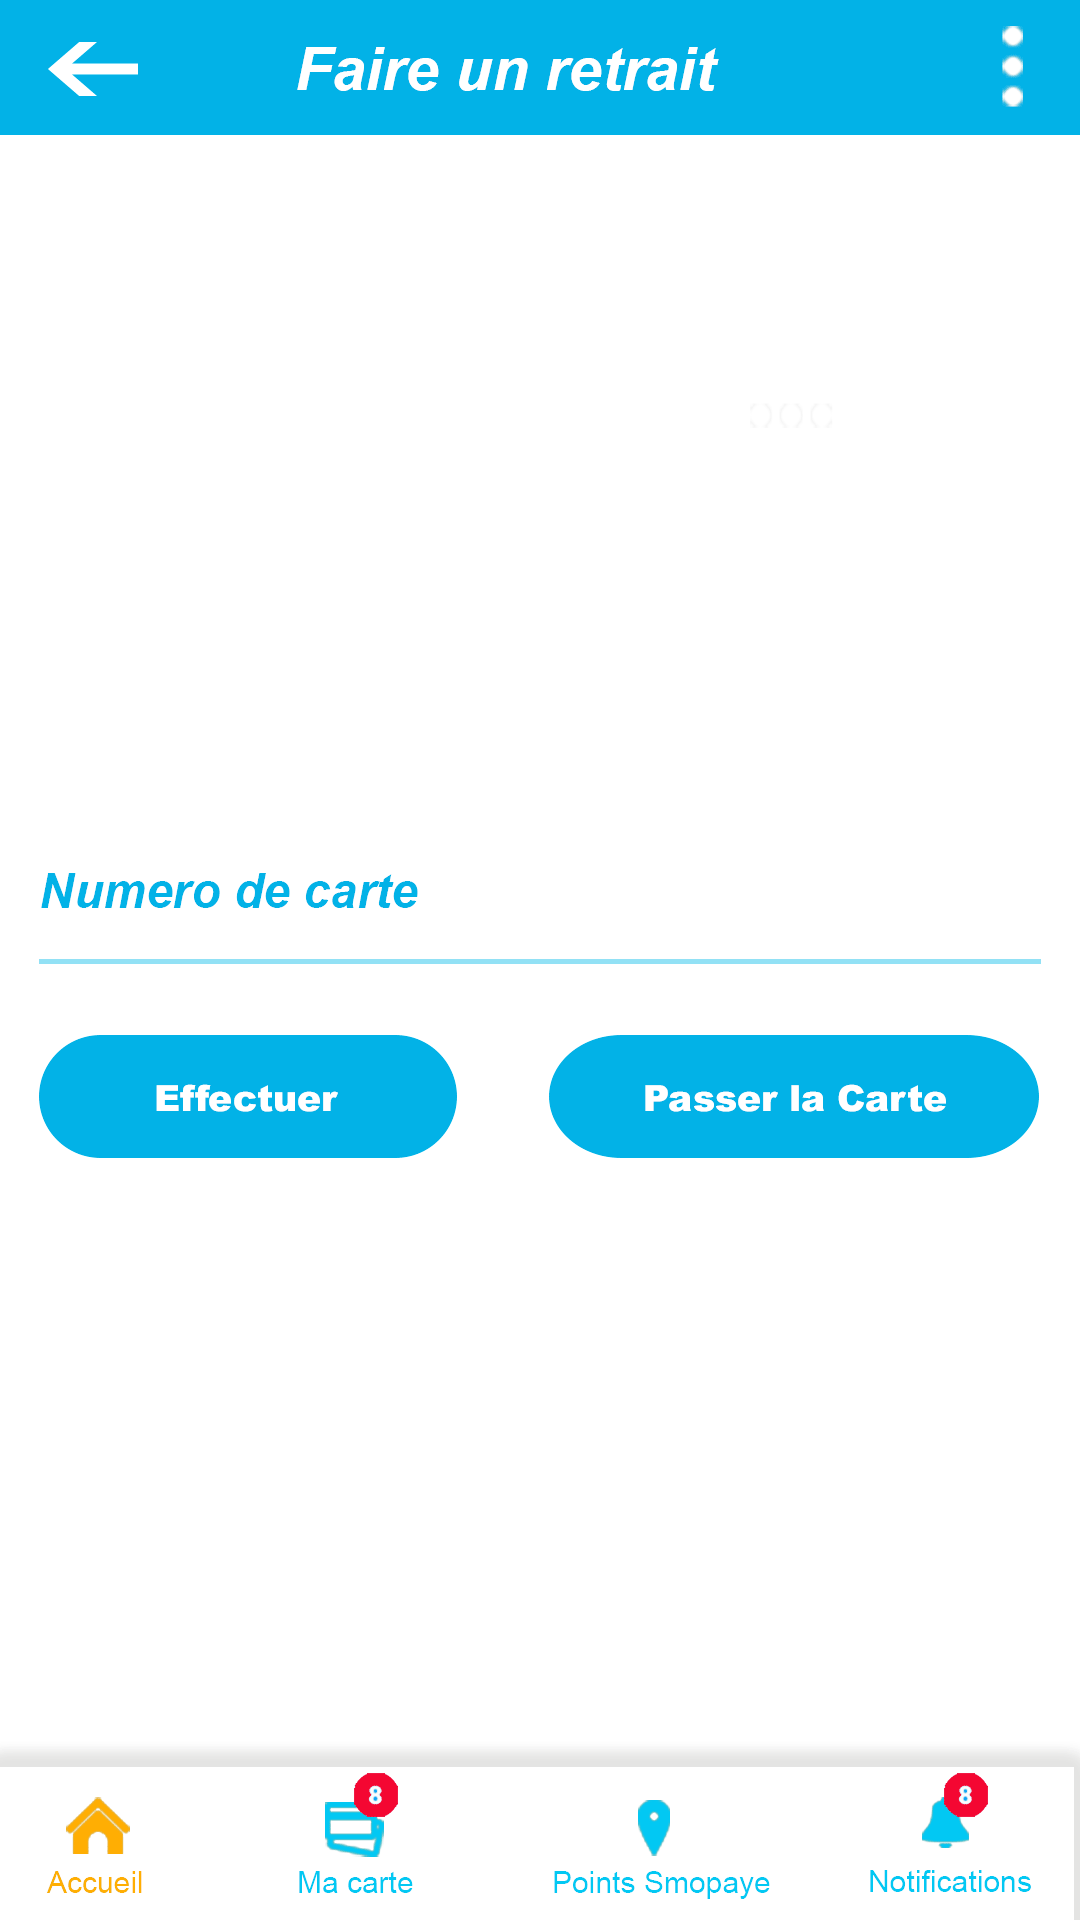 Faire un retrait
Numero de carte
Effectuer
Passer la Carte
8
8
Accueil
Ma carte
Points Smopaye
Notifications